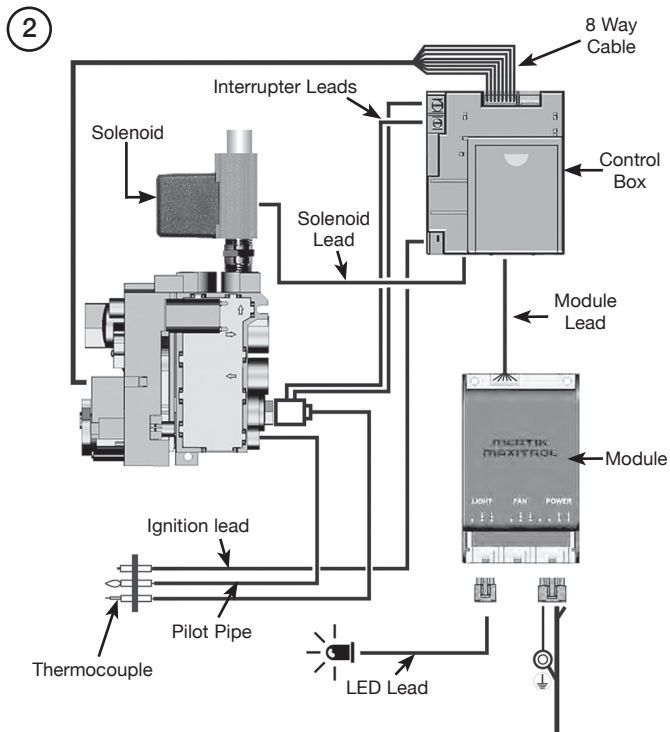 2
8 Way
Cable
Interrupter Leads
Solenoid
Control
Box
Solenoid
Lead
Module
Lead
MERTIK
MAXITROL
Module
LIGHT FAN POWER
Ignition lead
Pilot Pipe
Thermocouple
LED Lead